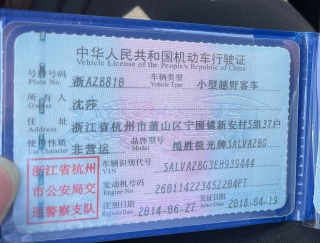 中华人民共和国机动车行驶证
Vehicle License of the People's Republic of China
号牌号码 浙AZB810 车辆类型 小型越野客车
Plate No. Vehicle Type
所有人 沈莎
Owner
住址 浙江省杭州市萧山区宁围镇新安村5组37户
Address
使用性质 非营运 品牌型号 揽胜极光牌SALVA2BG
Use Character Model
浙江省杭州市公安局交通警察支队
车辆识别代号 SALVA2BG3EH939444
VIN
发动机号码 260114223452204PT
Engine No.
注册日期 2014-06-27 发证日期 2018-04-19
Register Date Issue Date